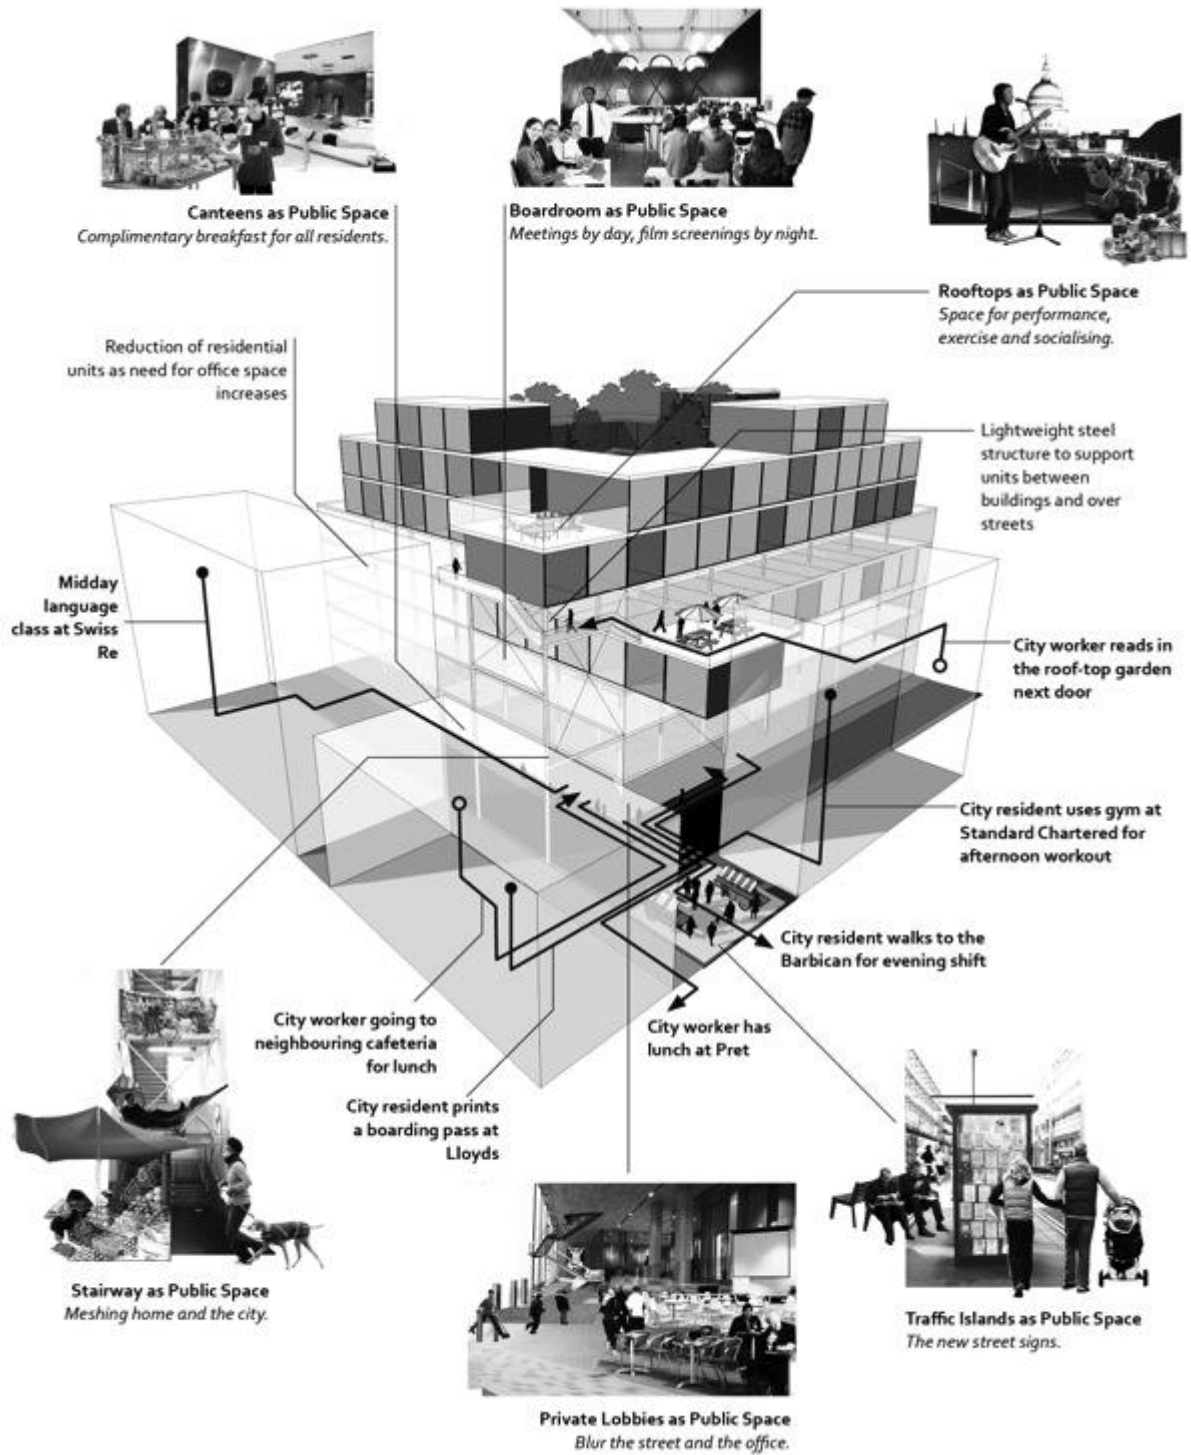 Canteens as Public Space
Complimentary breakfast for all residents.
Boardroom as Public Space
Meetings by day, film screenings by night.
Rooftops as Public Space
Space for performance,
exercise and socialising.
Reduction of residential
units as need for office space
increases
Lightweight steel
structure to support
units between
buildings and over
streets
Midday
language
class at Swiss
Re
City worker reads in
the roof-top garden
next door
City resident uses gym at
Standard Chartered for
afternoon workout
City resident walks to the
Barbican for evening shift
City worker going to
neighbouring cafeteria
for lunch
City worker has
lunch at Pret
City resident prints
a boarding pass at
Lloyds
Stairway as Public Space
Meshing home and the city.
Traffic Islands as Public Space
The new street signs.
Private Lobbies as Public Space
Blur the street and the office.